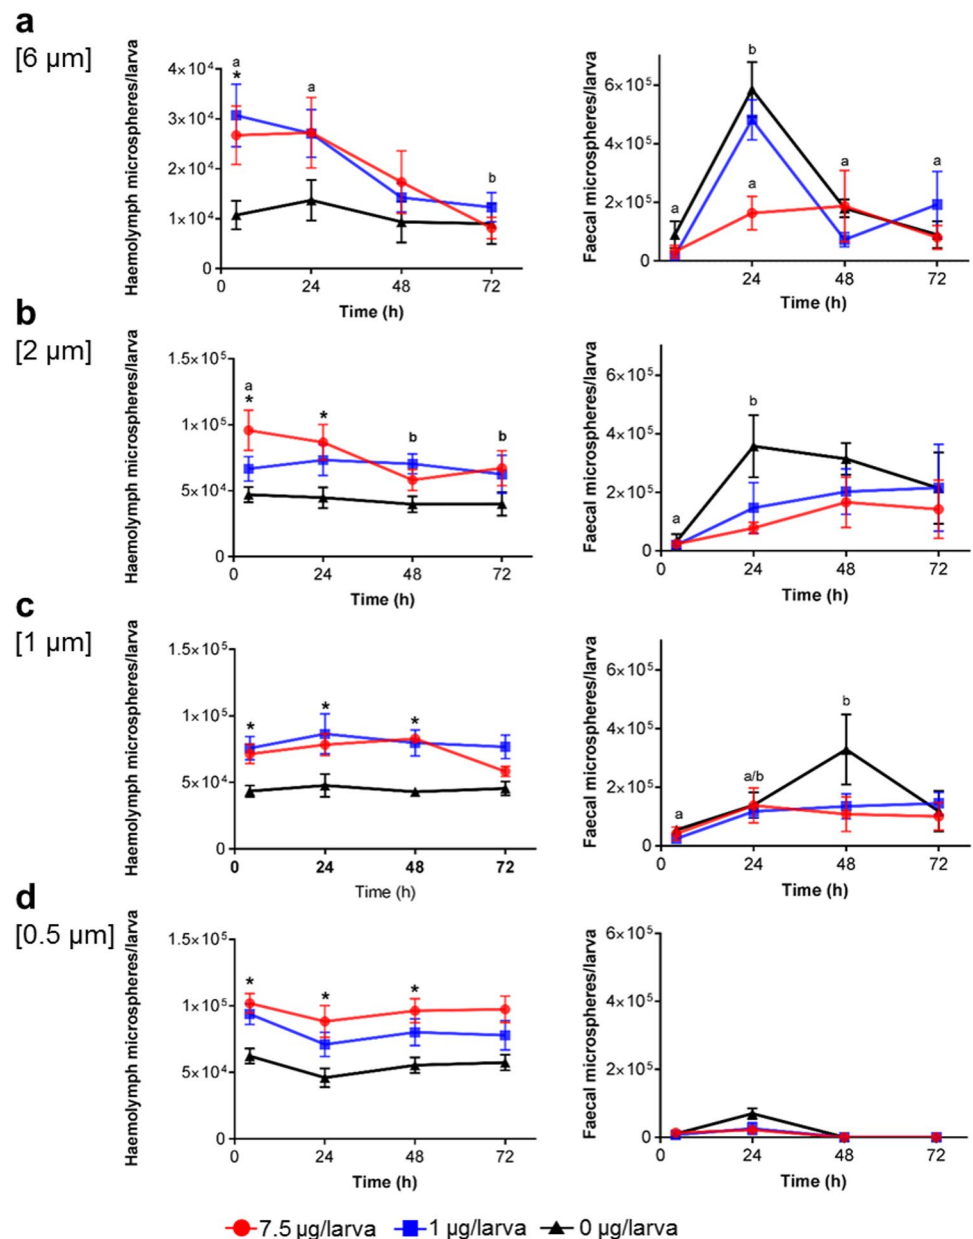 a
[6 µm]
Haemolymph microspheres/larva
4×10⁴
3×10⁴
2×10⁴
1×10⁴
0
a
*
a
b
0 24 48 72
Time (h)
Faecal microspheres/larva
6×10⁵
4×10⁵
2×10⁵
0
a
b
a
a
a
0 24 48 72
Time (h)
b
[2 µm]
Haemolymph microspheres/larva
1.5×10⁵
1×10⁵
5×10⁴
0
a
*
*
b
b
0 24 48 72
Time (h)
Faecal microspheres/larva
6×10⁵
4×10⁵
2×10⁵
0
a
b
0 24 48 72
Time (h)
c
[1 µm]
Haemolymph microspheres/larva
1.5×10⁵
1×10⁵
5×10⁴
0
*
*
*
0 24 48 72
Time (h)
Faecal microspheres/larva
6×10⁵
4×10⁵
2×10⁵
0
a
a/b
b
0 24 48 72
Time (h)
d
[0.5 µm]
Haemolymph microspheres/larva
1.5×10⁵
1×10⁵
5×10⁴
0
*
*
*
0 24 48 72
Time (h)
Faecal microspheres/larva
6×10⁵
4×10⁵
2×10⁵
0
0 24 48 72
Time (h)
7.5 µg/larva 1 µg/larva 0 µg/larva